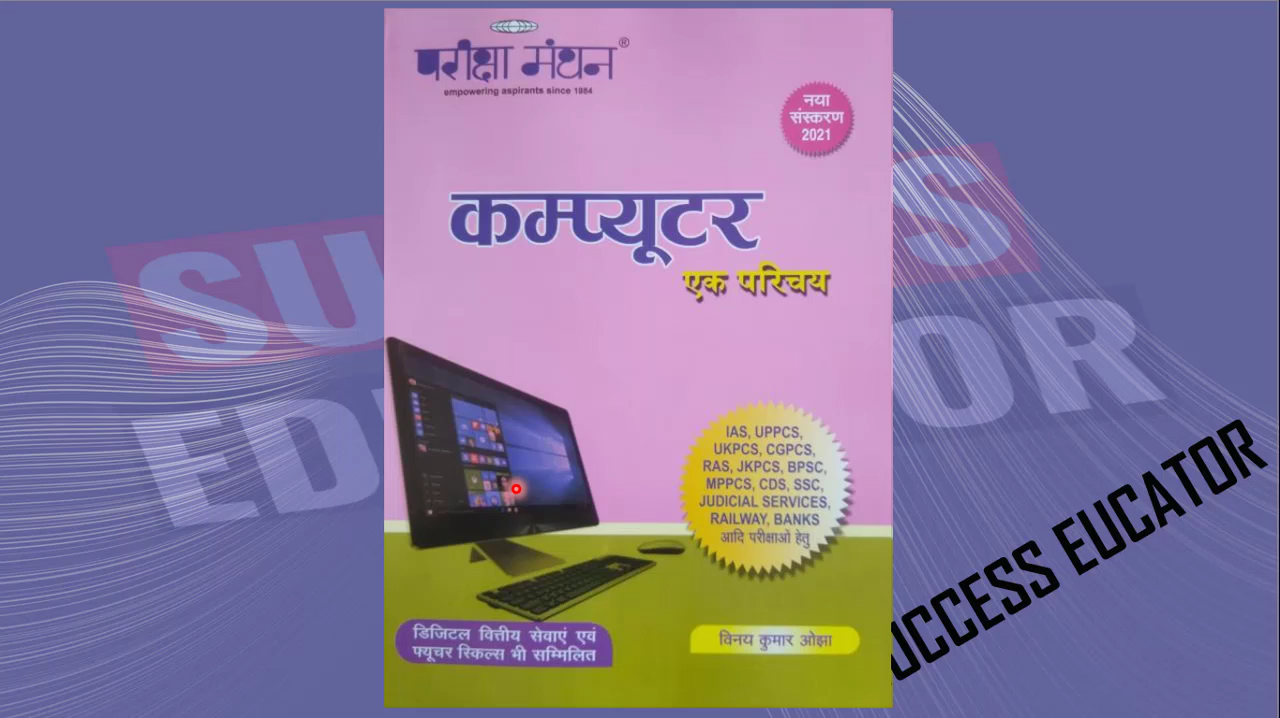 परीक्षा मंथन®
empowering aspirants since 1984
नया
संस्करण
2021
कम्प्यूटर
एक परिचय
IAS, UPPCS,
UKPCS, CGPCS,
RAS, JKPCS, BPSC,
MPPCS, CDS, SSC,
JUDICIAL SERVICES,
RAILWAY, BANKS
आदि परीक्षाओं हेतु
डिजिटल वित्तीय सेवाएं एवं
फ्यूचर स्किल्स भी सम्मिलित
विनय कुमार ओझा
UCCESS EUCATOR